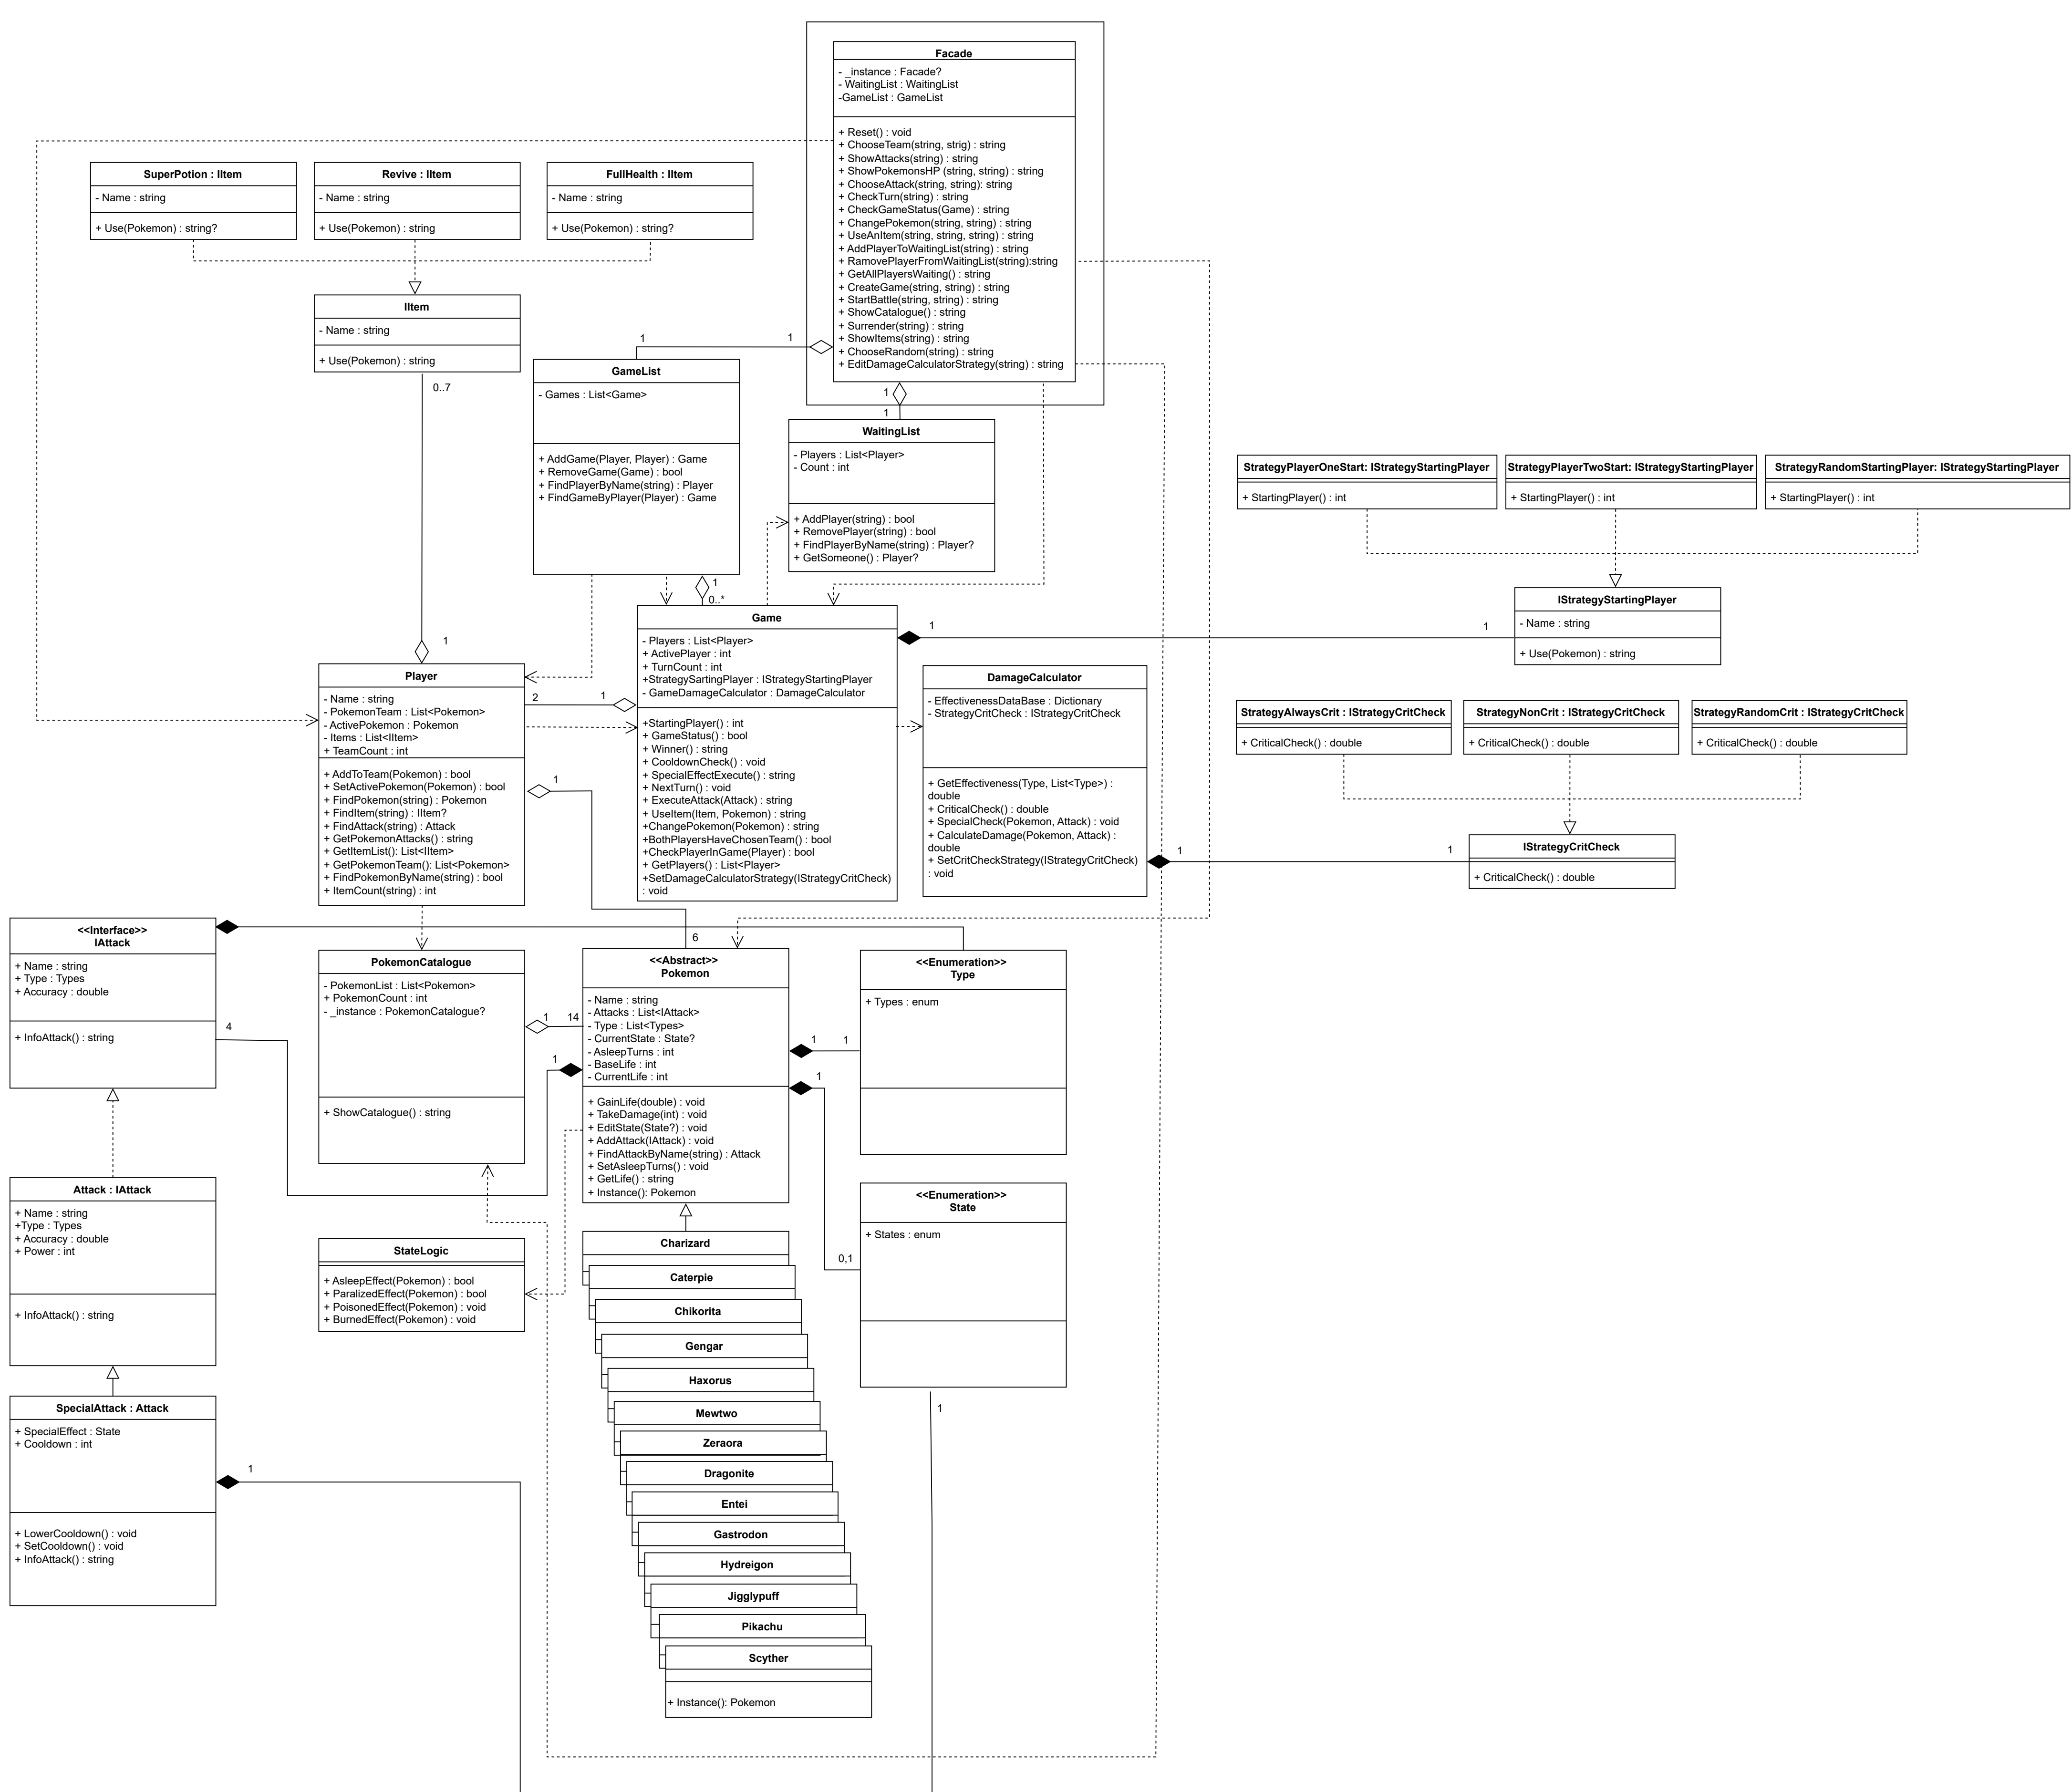 Facade
- _instance : Facade?
- WaitingList : WaitingList
-GameList : GameList
+ Reset() : void
+ ChooseTeam(string, strig) : string
+ ShowAttacks(string) : string
+ ShowPokemonsHP (string, string) : string
+ ChooseAttack(string, string): string
+ CheckTurn(string) : string
+ CheckGameStatus(Game) : string
+ ChangePokemon(string, string) : string
+ UseAnItem(string, string, string) : string
+ AddPlayerToWaitingList(string) : string
+ RamovePlayerFromWaitingList(string):string
+ GetAllPlayersWaiting() : string
+ CreateGame(string, string) : string
+ StartBattle(string, string) : string
+ ShowCatalogue() : string
+ Surrender(string) : string
+ ShowItems(string) : string
+ ChooseRandom(string) : string
+ EditDamageCalculatorStrategy(string) : string
SuperPotion : IItem
- Name : string
+ Use(Pokemon) : string?
Revive : IItem
- Name : string
+ Use(Pokemon) : string
FullHealth : IItem
- Name : string
+ Use(Pokemon) : string?
IItem
- Name : string
+ Use(Pokemon) : string
0..7
1
1
1
GameList
- Games : List<Game>
+ AddGame(Player, Player) : Game
+ RemoveGame(Game) : bool
+ FindPlayerByName(string) : Player
+ FindGameByPlayer(Player) : Game
1
1
WaitingList
- Players : List<Player>
- Count : int
+ AddPlayer(string) : bool
+ RemovePlayer(string) : bool
+ FindPlayerByName(string) : Player?
+ GetSomeone() : Player?
StrategyPlayerOneStart: IStrategyStartingPlayer
+ StartingPlayer() : int
StrategyPlayerTwoStart: IStrategyStartingPlayer
+ StartingPlayer() : int
StrategyRandomStartingPlayer: IStrategyStartingPlayer
+ StartingPlayer() : int
IStrategyStartingPlayer
- Name : string
+ Use(Pokemon) : string
1
0..*
1
1
Game
- Players : List<Player>
+ ActivePlayer : int
+ TurnCount : int
+StrategySartingPlayer : IStrategyStartingPlayer
- GameDamageCalculator : DamageCalculator
+StartingPlayer() : int
+ GameStatus() : bool
+ Winner() : string
+ CooldownCheck() : void
+ SpecialEffectExecute() : string
+ NextTurn() : void
+ ExecuteAttack(Attack) : string
+ UseItem(Item, Pokemon) : string
+ChangePokemon(Pokemon) : string
+BothPlayersHaveChosenTeam() : bool
+CheckPlayerInGame(Player) : bool
+ GetPlayers() : List<Player>
+SetDamageCalculatorStrategy(IStrategyCritCheck)
: void
1
Player
- Name : string
- PokemonTeam : List<Pokemon>
- ActivePokemon : Pokemon
- Items : List<IItem>
+ TeamCount : int
+ AddToTeam(Pokemon) : bool
+ SetActivePokemon(Pokemon) : bool
+ FindPokemon(string) : Pokemon
+ FindItem(string) : IItem?
+ FindAttack(string) : Attack
+ GetPokemonAttacks() : string
+ GetItemList(): List<IItem>
+ GetPokemonTeam(): List<Pokemon>
+ FindPokemonByName(string) : bool
+ ItemCount(string) : int
2
1
1
6
DamageCalculator
- EffectivenessDataBase : Dictionary
- StrategyCritCheck : IStrategyCritCheck
+ GetEffectiveness(Type, List<Type>) :
double
+ CriticalCheck() : double
+ SpecialCheck(Pokemon, Attack) : void
+ CalculateDamage(Pokemon, Attack) :
double
+ SetCritCheckStrategy(IStrategyCritCheck)
: void
StrategyAlwaysCrit : IStrategyCritCheck
+ CriticalCheck() : double
StrategyNonCrit : IStrategyCritCheck
+ CriticalCheck() : double
StrategyRandomCrit : IStrategyCritCheck
+ CriticalCheck() : double
1
1
IStrategyCritCheck
+ CriticalCheck() : double
<<Interface>>
IAttack
+ Name : string
+ Type : Types
+ Accuracy : double
+ InfoAttack() : string
4
PokemonCatalogue
- PokemonList : List<Pokemon>
+ PokemonCount : int
- _instance : PokemonCatalogue?
+ ShowCatalogue() : string
1
14
1
<<Abstract>>
Pokemon
- Name : string
- Attacks : List<IAttack>
- Type : List<Types>
- CurrentState : State?
- AsleepTurns : int
- BaseLife : int
- CurrentLife : int
+ GainLife(double) : void
+ TakeDamage(int) : void
+ EditState(State?) : void
+ AddAttack(IAttack) : void
+ FindAttackByName(string) : Attack
+ SetAsleepTurns() : void
+ GetLife() : string
+ Instance(): Pokemon
1
1
1
0,1
<<Enumeration>>
Type
+ Types : enum
<<Enumeration>>
State
+ States : enum
1
Attack : IAttack
+ Name : string
+Type : Types
+ Accuracy : double
+ Power : int
+ InfoAttack() : string
StateLogic
+ AsleepEffect(Pokemon) : bool
+ ParalizedEffect(Pokemon) : bool
+ PoisonedEffect(Pokemon) : void
+ BurnedEffect(Pokemon) : void
SpecialAttack : Attack
+ SpecialEffect : State
+ Cooldown : int
+ LowerCooldown() : void
+ SetCooldown() : void
+ InfoAttack() : string
1
Charizard
Caterpie
Chikorita
Gengar
Haxorus
Mewtwo
Zeraora
Dragonite
Entei
Gastrodon
Hydreigon
Jigglypuff
Pikachu
Scyther
+ Instance(): Pokemon